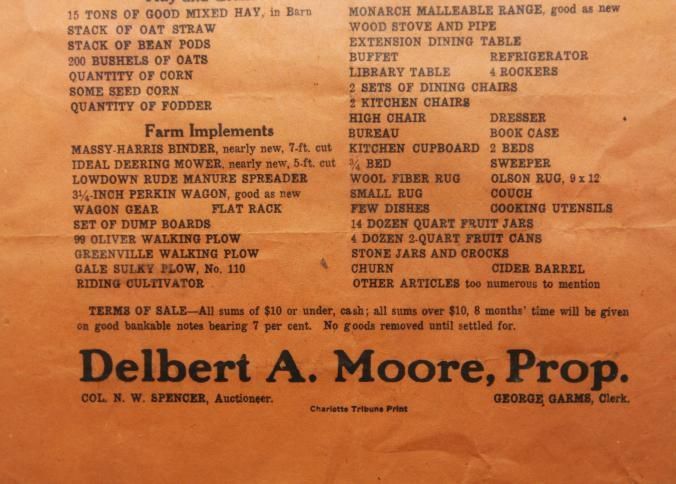 15 TONS OF GOOD MIXED HAY, in Barn
STACK OF OAT STRAW
STACK OF BEAN PODS
200 BUSHELS OF OATS
QUANTITY OF CORN
SOME SEED CORN
QUANTITY OF FODDER
Farm Implements
MASSY-HARRIS BINDER, nearly new, 7-ft. cut
IDEAL DEERING MOWER, nearly new, 5-ft. cut
LOWDOWN RUDE MANURE SPREADER
3¼-INCH PERKIN WAGON, good as new
WAGON GEAR FLAT RACK
SET OF DUMP BOARDS
99 OLIVER WALKING PLOW
GREENVILLE WALKING PLOW
GALE SULKY PLOW, No. 110
RIDING CULTIVATOR
MONARCH MALLEABLE RANGE, good as new
WOOD STOVE AND PIPE
EXTENSION DINING TABLE
BUFFET REFRIGERATOR
LIBRARY TABLE 4 ROCKERS
2 SETS OF DINING CHAIRS
2 KITCHEN CHAIRS
HIGH CHAIR DRESSER
BUREAU BOOK CASE
KITCHEN CUPBOARD 2 BEDS
¾ BED SWEEPER
WOOL FIBER RUG OLSON RUG, 9 x 12
SMALL RUG COUCH
FEW DISHES COOKING UTENSILS
14 DOZEN QUART FRUIT JARS
4 DOZEN 2-QUART FRUIT CANS
STONE JARS AND CROCKS
CHURN CIDER BARREL
OTHER ARTICLES too numerous to mention
TERMS OF SALE—All sums of $10 or under, cash; all sums over $10, 8 months' time will be given
on good bankable notes bearing 7 per cent. No goods removed until settled for.
Delbert A. Moore, Prop.
COL. N. W. SPENCER, Auctioneer. GEORGE GARMS, Clerk.
Charlotte Tribune Print